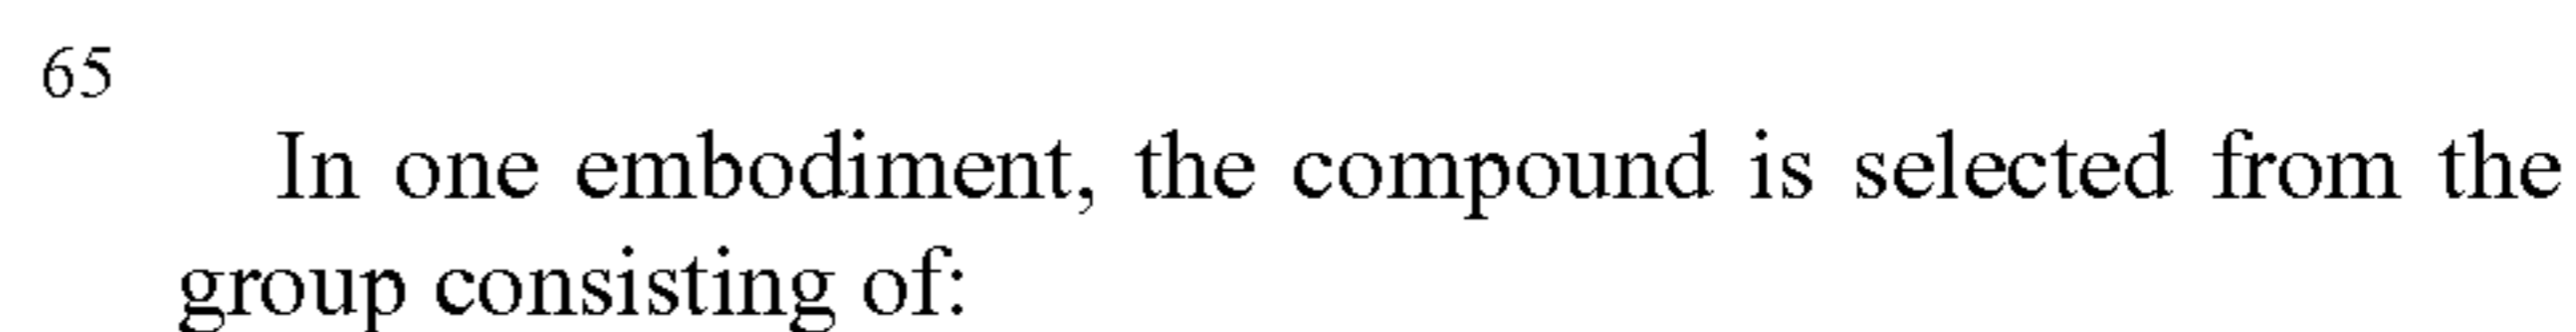 65
In one embodiment, the compound is selected from the
group consisting of: